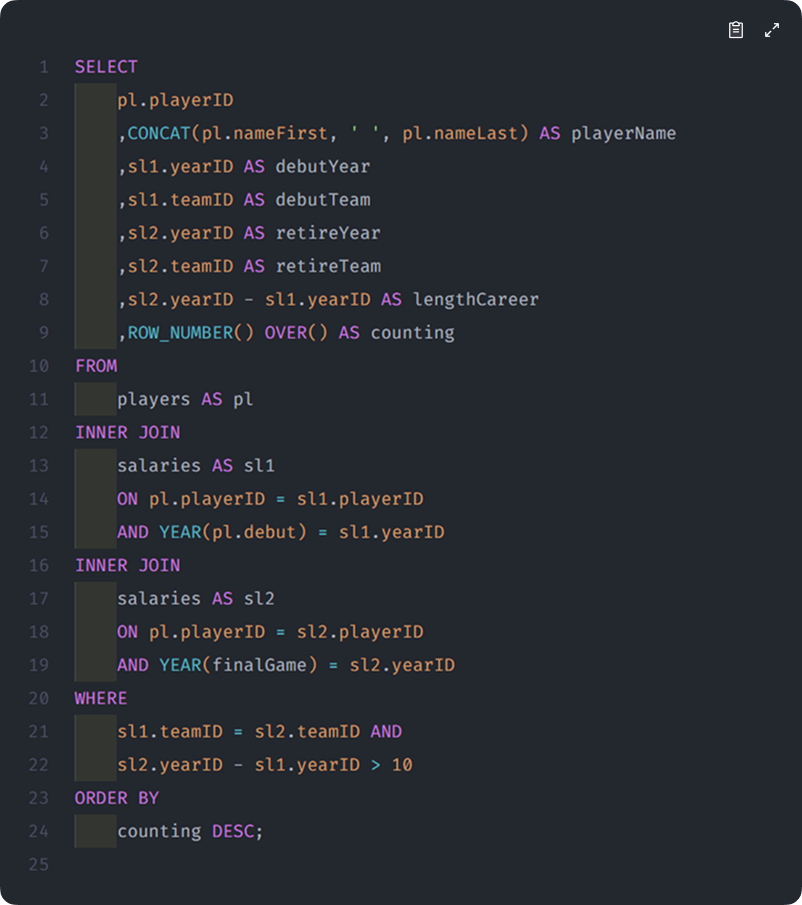 1 SELECT
2 pl.playerID
3 ,CONCAT(pl.nameFirst, ' ', pl.nameLast) AS playerName
4 ,sl1.yearID AS debutYear
5 ,sl1.teamID AS debutTeam
6 ,sl2.yearID AS retireYear
7 ,sl2.teamID AS retireTeam
8 ,sl2.yearID - sl1.yearID AS lengthCareer
9 ,ROW_NUMBER() OVER() AS counting
10 FROM
11 players AS pl
12 INNER JOIN
13 salaries AS sl1
14 ON pl.playerID = sl1.playerID
15 AND YEAR(pl.debut) = sl1.yearID
16 INNER JOIN
17 salaries AS sl2
18 ON pl.playerID = sl2.playerID
19 AND YEAR(finalGame) = sl2.yearID
20 WHERE
21 sl1.teamID = sl2.teamID AND
22 sl2.yearID - sl1.yearID > 10
23 ORDER BY
24 counting DESC;
25